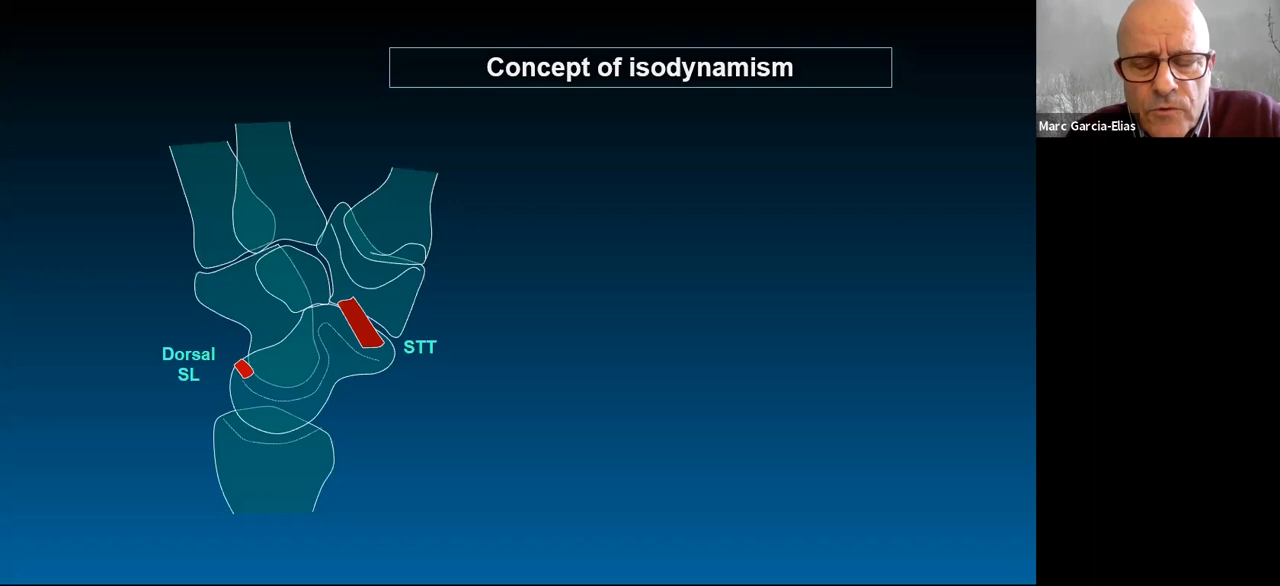 Concept of isodynamism
Marc Garcia-Elias
Dorsal
SL
STT